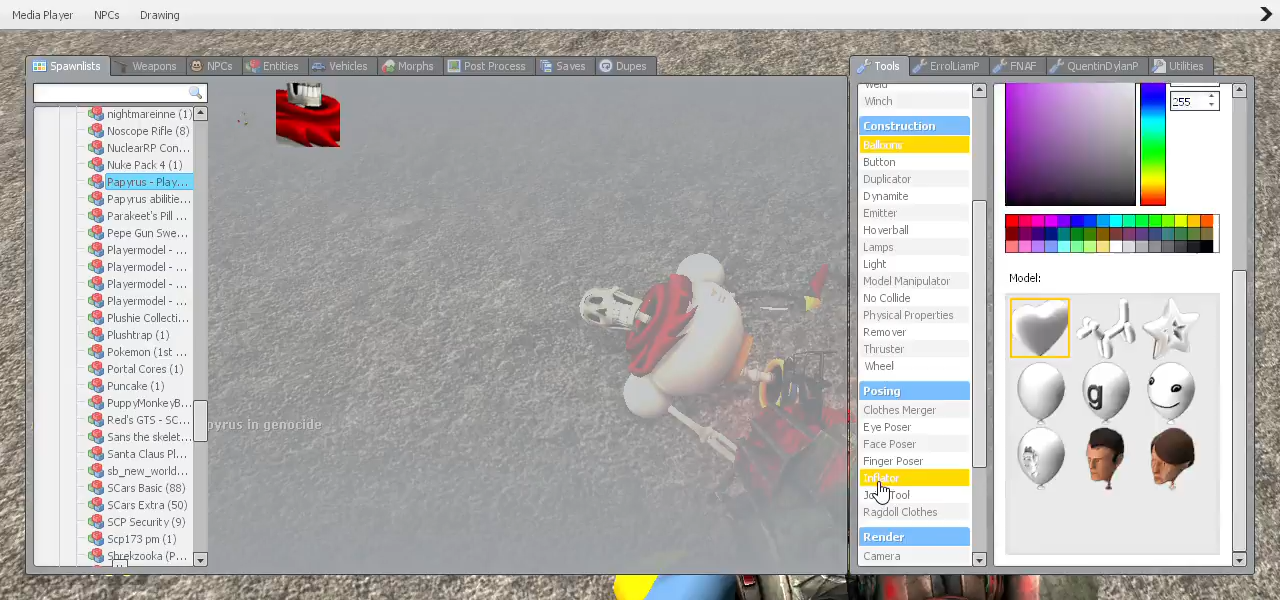 Media Player NPCs Drawing
Spawnlists Weapons NPCs Entities Vehicles Morphs Post Process Saves Dupes
Tools ErrolLiamP FNAF QuentinDylanP Utilities
nightmareinne (1)
Noscope Rifle(8)
NuclearRP Con...
Nuke Pack 4 (1)
Papyrus - Play...
Papyrus abilitie...
Parakeet's Pill ...
Pepe Gun Swe...
Playermodel - ...
Playermodel - ...
Playermodel - ...
Playermodel - ...
Plushie Collecti...
Plushtrap (1)
Pokemon (1st ...
Portal Cores (1)
Puncake (1)
PuppyMonk...
Red's GTS - SC...
Sans the skelet...
Santa Claus Pl...
sb_new_world...
SCars Basic (88)
SCars Extra (50)
SCP Security (9)
Scp173 pm (1)
Shrekzooka (P...
pyrus in genocide
Weld
Winch
Construction
Balloons
Button
Duplicator
Dynamite
Emitter
Hoverball
Lamps
Light
Model Manipulator
No Collide
Physical Properties
Remover
Thruster
Wheel
Posing
Clothes Merger
Eye Poser
Face Poser
Finger Poser
Inflator
Tool
Ragdoll Clothes
Render
Camera
255
Model:
g